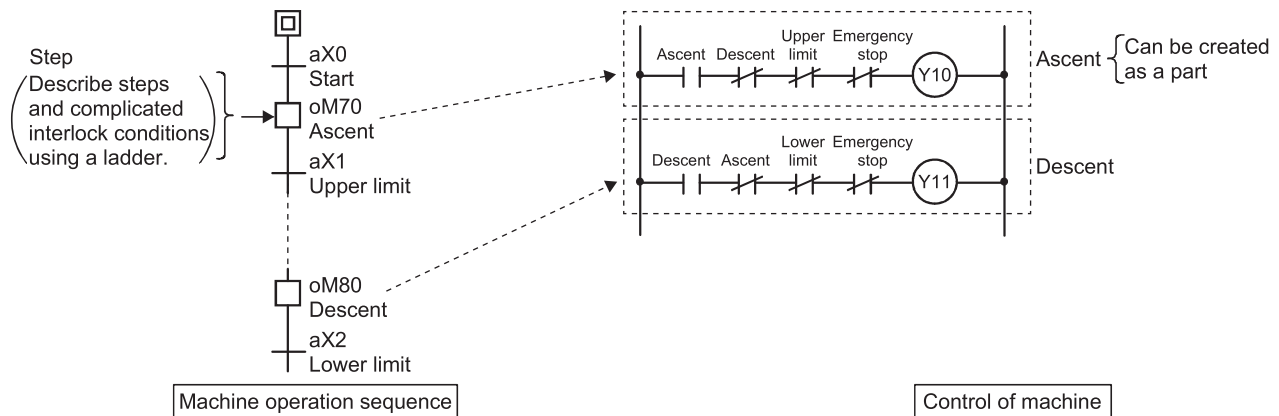 Step
Describe steps
and complicated
interlock conditions
using a ladder.
aX0
Start
oM70
Ascent
aX1
Upper limit
oM80
Descent
aX2
Lower limit
Machine operation sequence
Ascent
Descent
Upper
limit
Emergency
stop
Y10
Ascent
Can be created
as a part
Descent
Ascent
Lower
limit
Emergency
stop
Y11
Descent
Control of machine